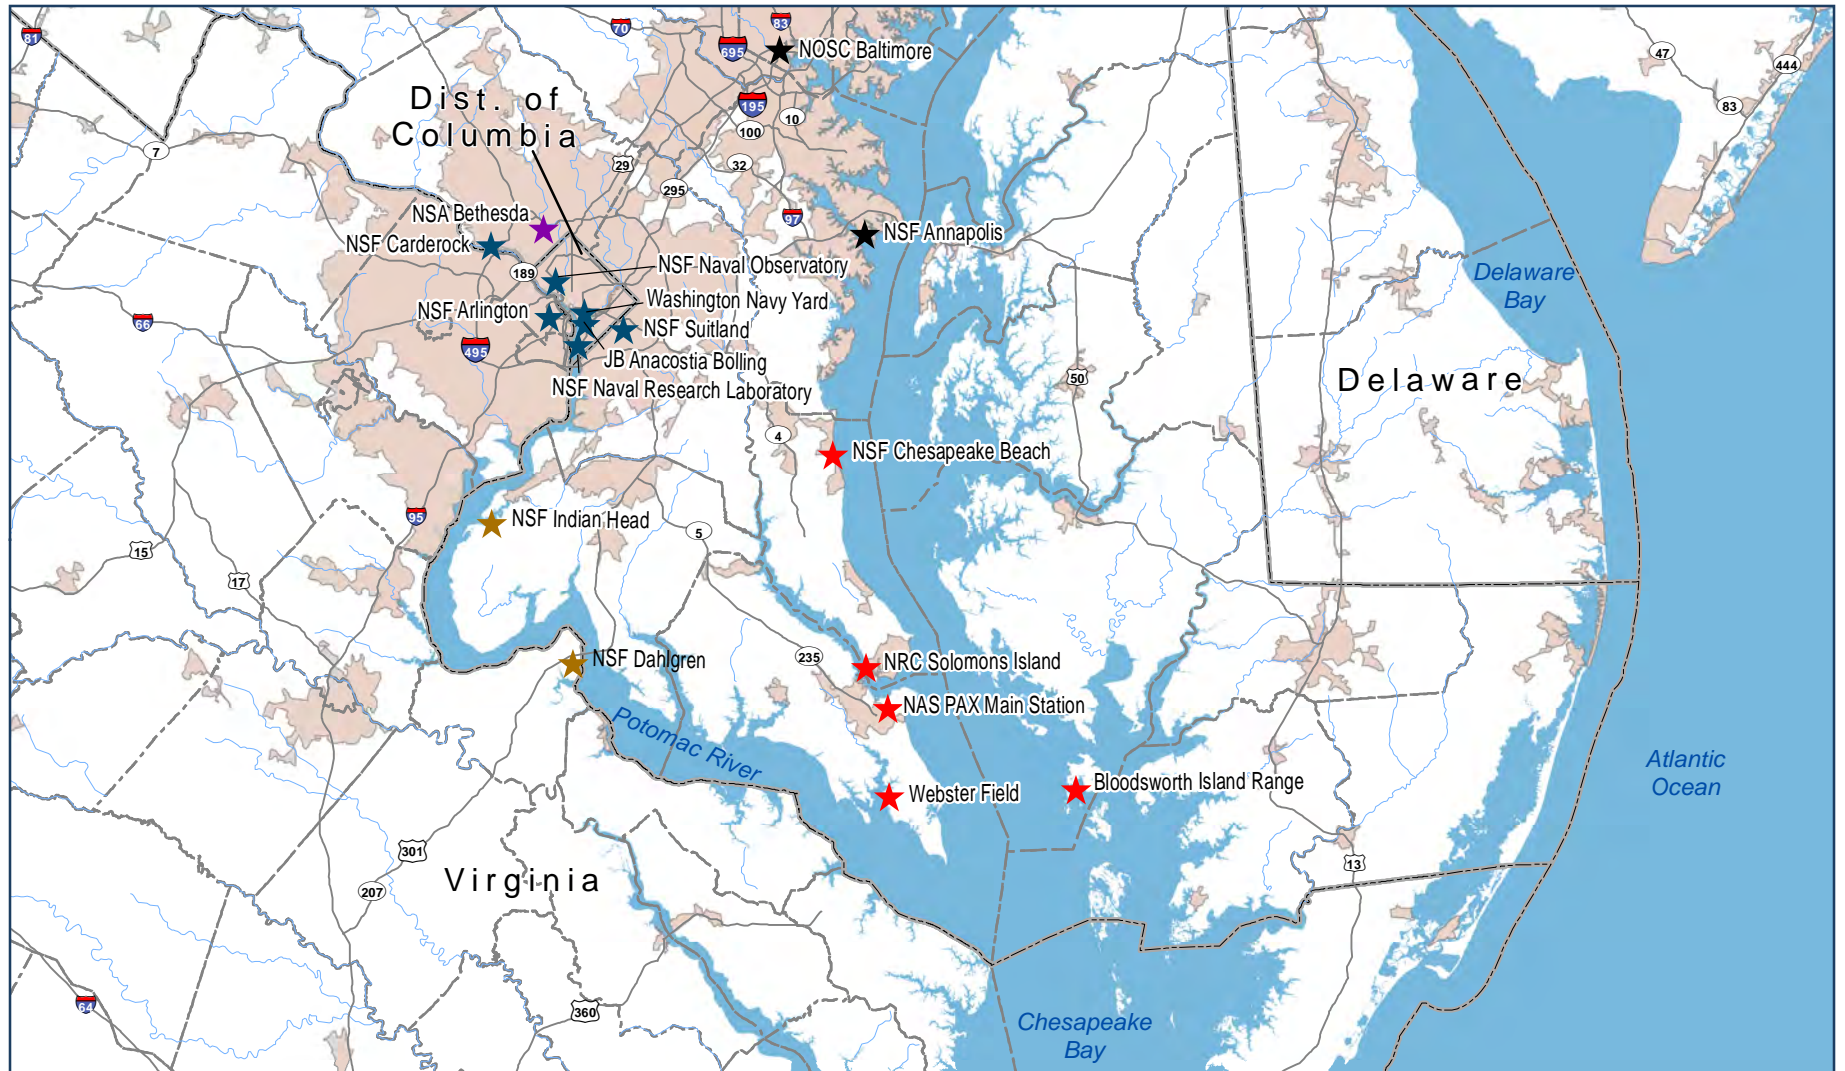 81
70
83
695
NOSC Baltimore
47
444
83
Dist. of
Columbia
195
10
100
7
29
32
295
97
NSA Bethesda
NSF Carderock
NSF Annapolis
189
NSF Naval Observatory
Delaware
Bay
NSF Arlington
Washington Navy Yard
66
NSF Suitland
495
JB Anacostia Bolling
NSF Naval Research Laboratory
50
Delaware
4
NSF Chesapeake Beach
95
NSF Indian Head
5
15
17
NSF Dahlgren
235
NRC Solomons Island
NAS PAX Main Station
Potomac River
Webster Field
Bloodsworth Island Range
Atlantic
Ocean
301
13
Virginia
207
64
360
Chesapeake
Bay